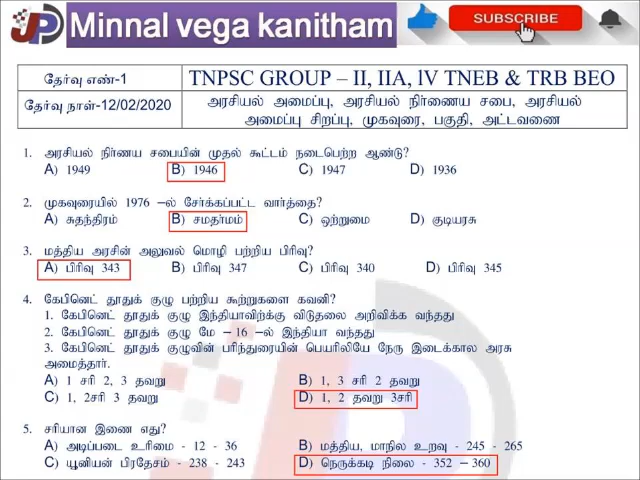 JP Minnal vega kanitham SUBSCRIBE
தேர்வு எண்-1 TNPSC GROUP – II, IIA, lV TNEB & TRB BEO
தேர்வு நாள்-12/02/2020 அரசியல் அமைப்பு, அரசியல் நிர்ணய சபை, அரசியல்
அமைப்பு சிறப்பு, முகவுரை, பகுதி, அட்டவணை
1. அரசியல் நிர்ணய சபையின் முதல் கூட்டம் நடைபெற்ற ஆண்டு?
A) 1949 B) 1946 C) 1947 D) 1936
2. முகவுரையில் 1976 –ல் சேர்க்கப்பட்ட வார்த்தை?
A) சுதந்திரம் B) சமதர்மம் C) ஒற்றுமை D) குடியரசு
3. மத்திய அரசின் அலுவல் மொழி பற்றிய பிரிவு?
A) பிரிவு 343 B) பிரிவு 347 C) பிரிவு 340 D) பிரிவு 345
4. கேபினெட் தூதுக் குழு பற்றிய கூற்றுகளை கவனி?
1. கேபினெட் தூதுக் குழு இந்தியாவிற்க்கு விடுதலை அறிவிக்க வந்தது
2. கேபினெட் தூதுக் குழு மே – 16 –ல் இந்தியா வந்தது
3. கேபினெட் தூதுக் குழுவின் பரிந்துரையின் பெயரிலியே நேரு இடைக்கால அரசு
அமைத்தார்.
A) 1 சரி 2, 3 தவறு B) 1, 3 சரி 2 தவறு
C) 1, 2சரி 3 தவறு D) 1, 2 தவறு 3சரி
5. சரியான இணை எது?
A) அடிப்படை உரிமை - 12 - 36 B) மத்திய, மாநில உறவு - 245 - 265
C) யூனியன் பிரதேசம் - 238 - 243 D) நெருக்கடி நிலை - 352 – 360